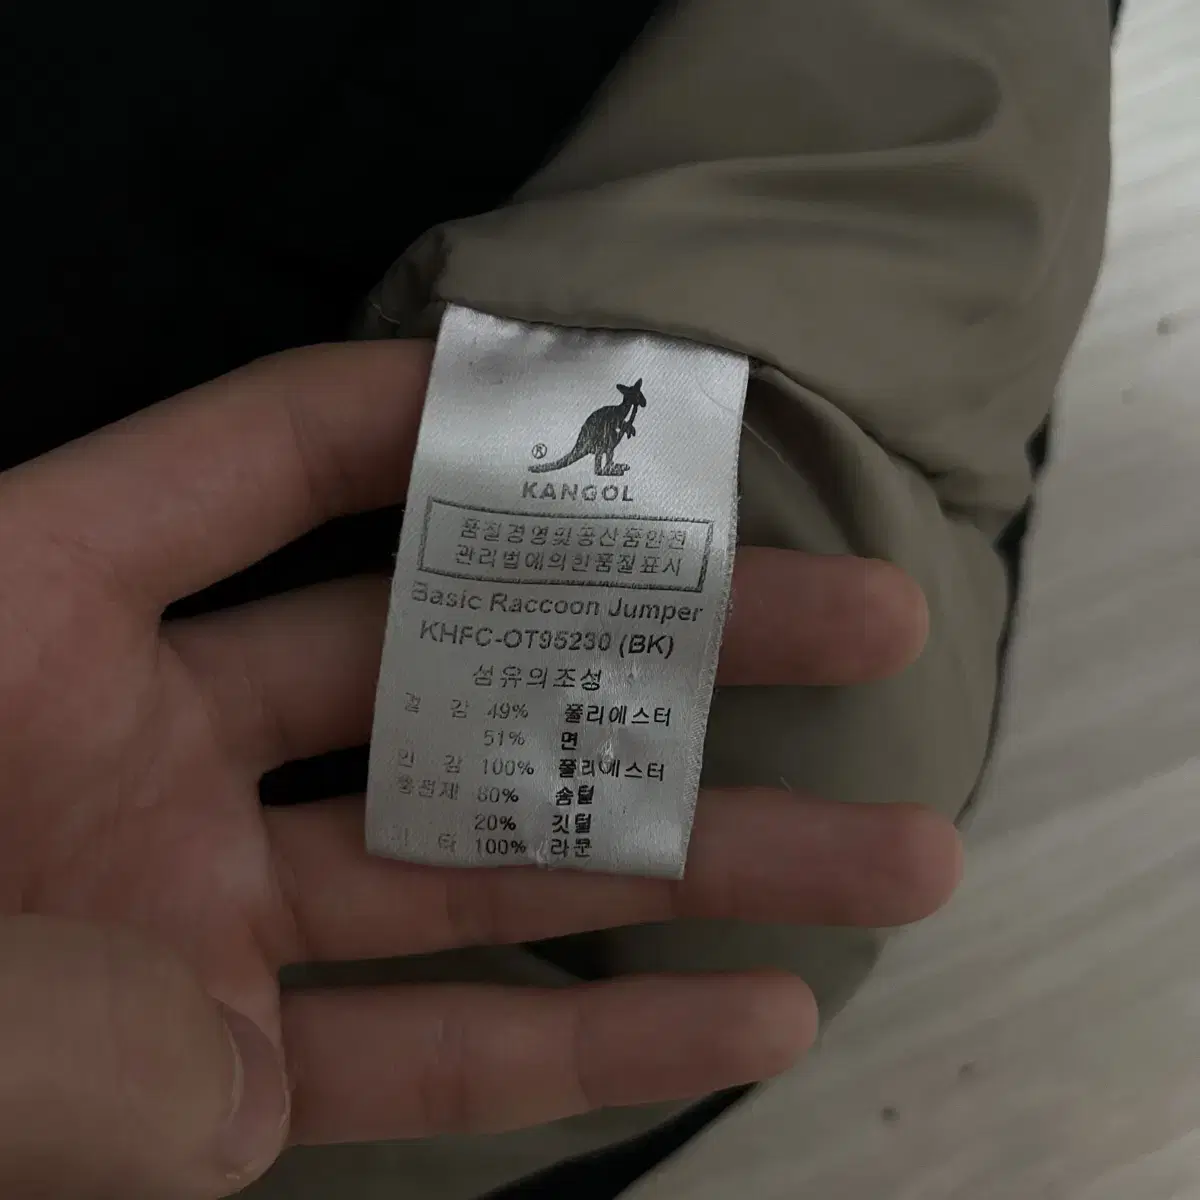 ®
KANGOL
품질경영및공산품안전
관리법에의한품질표시
Basic Raccoon Jumper
KHFC-OT95230 (BK)
섬유의조성
겉 감 49% 폴리에스터
51% 면
안 감 100% 폴리에스터
충전재 80% 솜털
20% 깃털
기 타 100% 라쿤